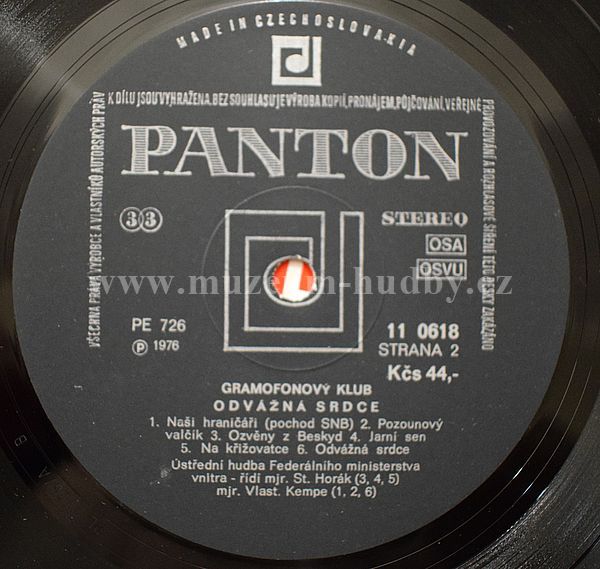 MADE IN CZECHOSLOVAKIA
VŠECHNA PRÁVA VÝROBCE A VLASTNÍKŮ AUTORSKÝCH PRÁV
K DÍLU JSOU VYHRAŽENA. BEZ SOUHLASU JE VÝROBA KOPIÍ, PRONÁJEM, PŮJČOVÁNÍ, VEŘEJNÉ
PROVOZOVÁNÍ A ROZHLASOVÉ ŠÍŘENÍ TÉTO DESKY ZAKÁZÁNO
PANTON
33
STEREO
OSA
OSVU
www.muzeum-hudby.cz
PE 726
Ⓟ 1976
11 0618
STRANA 2
Kčs 44,-
GRAMOFONOVÝ KLUB
ODVÁŽNÁ SRDCE
1. Naši hraničáři (pochod SNB) 2. Pozounový
valčík 3. Ozvěny z Beskyd 4. Jarní sen
5. Na křižovatce 6. Odvážná srdce
Ústřední hudba Federálního ministerstva
vnitra - řídí mjr. St. Horák (3, 4, 5)
mjr. Vlast. Kempe (1, 2, 6)